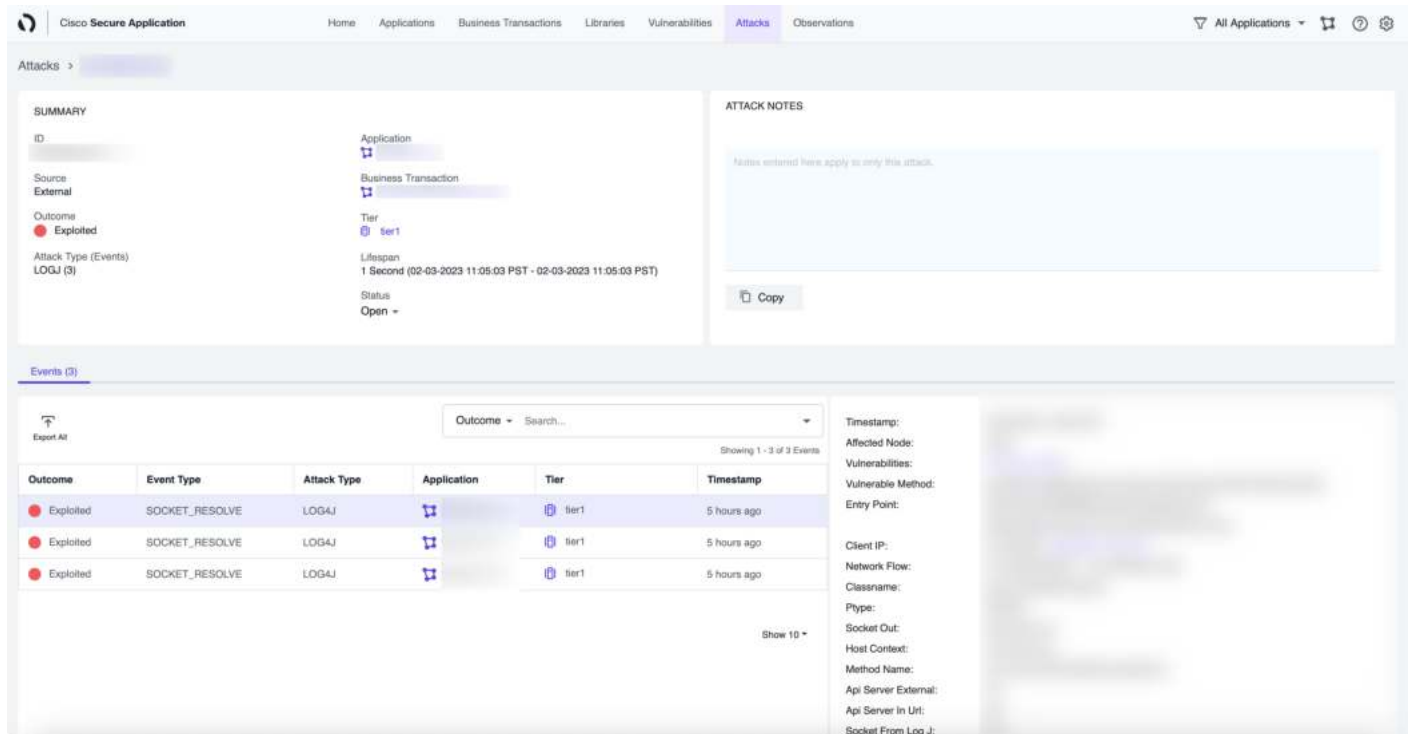 Cisco Secure Application
Home Applications Business Transactions Libraries Vulnerabilities Attacks Observations
All Applications
Attacks >
SUMMARY
ID
Application
Source
External
Business Transaction
Outcome
Exploited
Tier
tier1
Attack Type (Events)
LOGJ (3)
Lifespan
1 Second (02-03-2023 11:05:03 PST - 02-03-2023 11:05:03 PST)
Status
Open
ATTACK NOTES
Notes entered here apply to only this attack.
Copy
Events (3)
Export All
Outcome Search...
Showing 1 - 3 of 3 Events
Outcome Event Type Attack Type Application Tier Timestamp
Exploited SOCKET_RESOLVE LOG4J tier1 5 hours ago
Exploited SOCKET_RESOLVE LOG4J tier1 5 hours ago
Exploited SOCKET_RESOLVE LOG4J tier1 5 hours ago
Show 10
Timestamp:
Affected Node:
Vulnerabilities:
Vulnerable Method:
Entry Point:
Client IP:
Network Flow:
Classname:
Ptype:
Socket Out:
Host Context:
Method Name:
Api Server External:
Api Server In Url:
Socket From Log J: